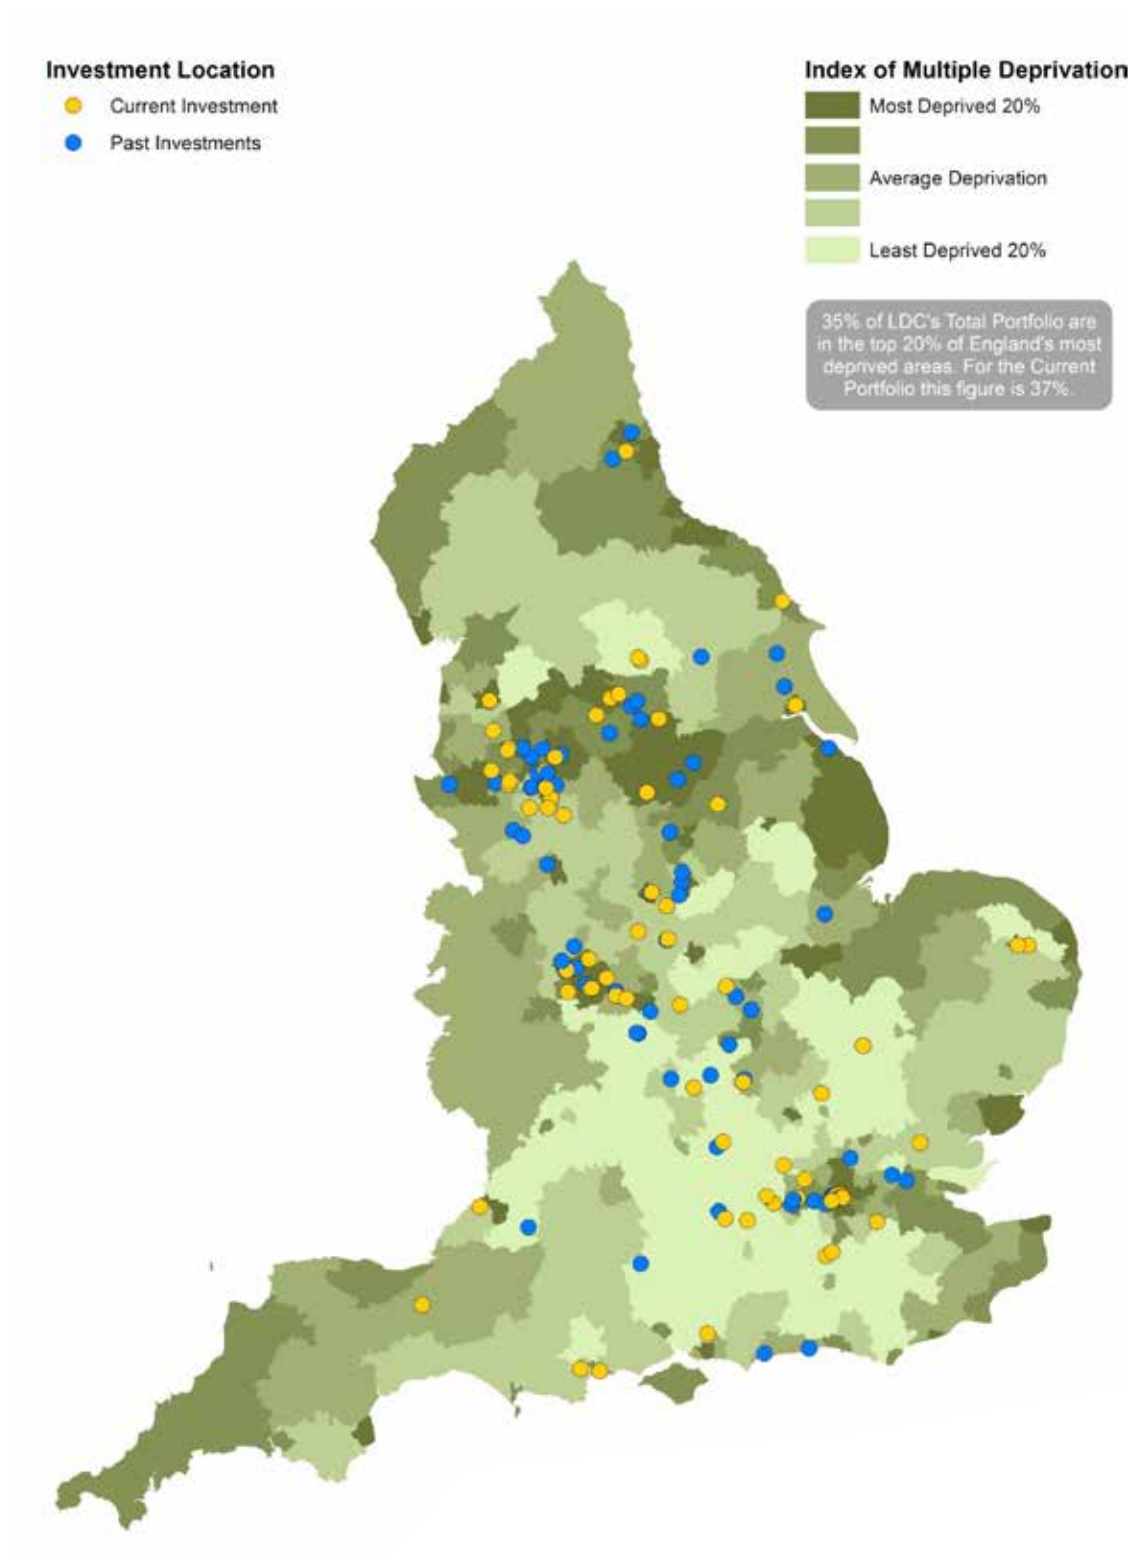 Investment Location
Current Investment
Past Investments
Index of Multiple Deprivation
Most Deprived 20%
Average Deprivation
Least Deprived 20%
35% of LDC's Total Portfolio are
in the top 20% of England's most
deprived areas. For the Current
Portfolio this figure is 37%.